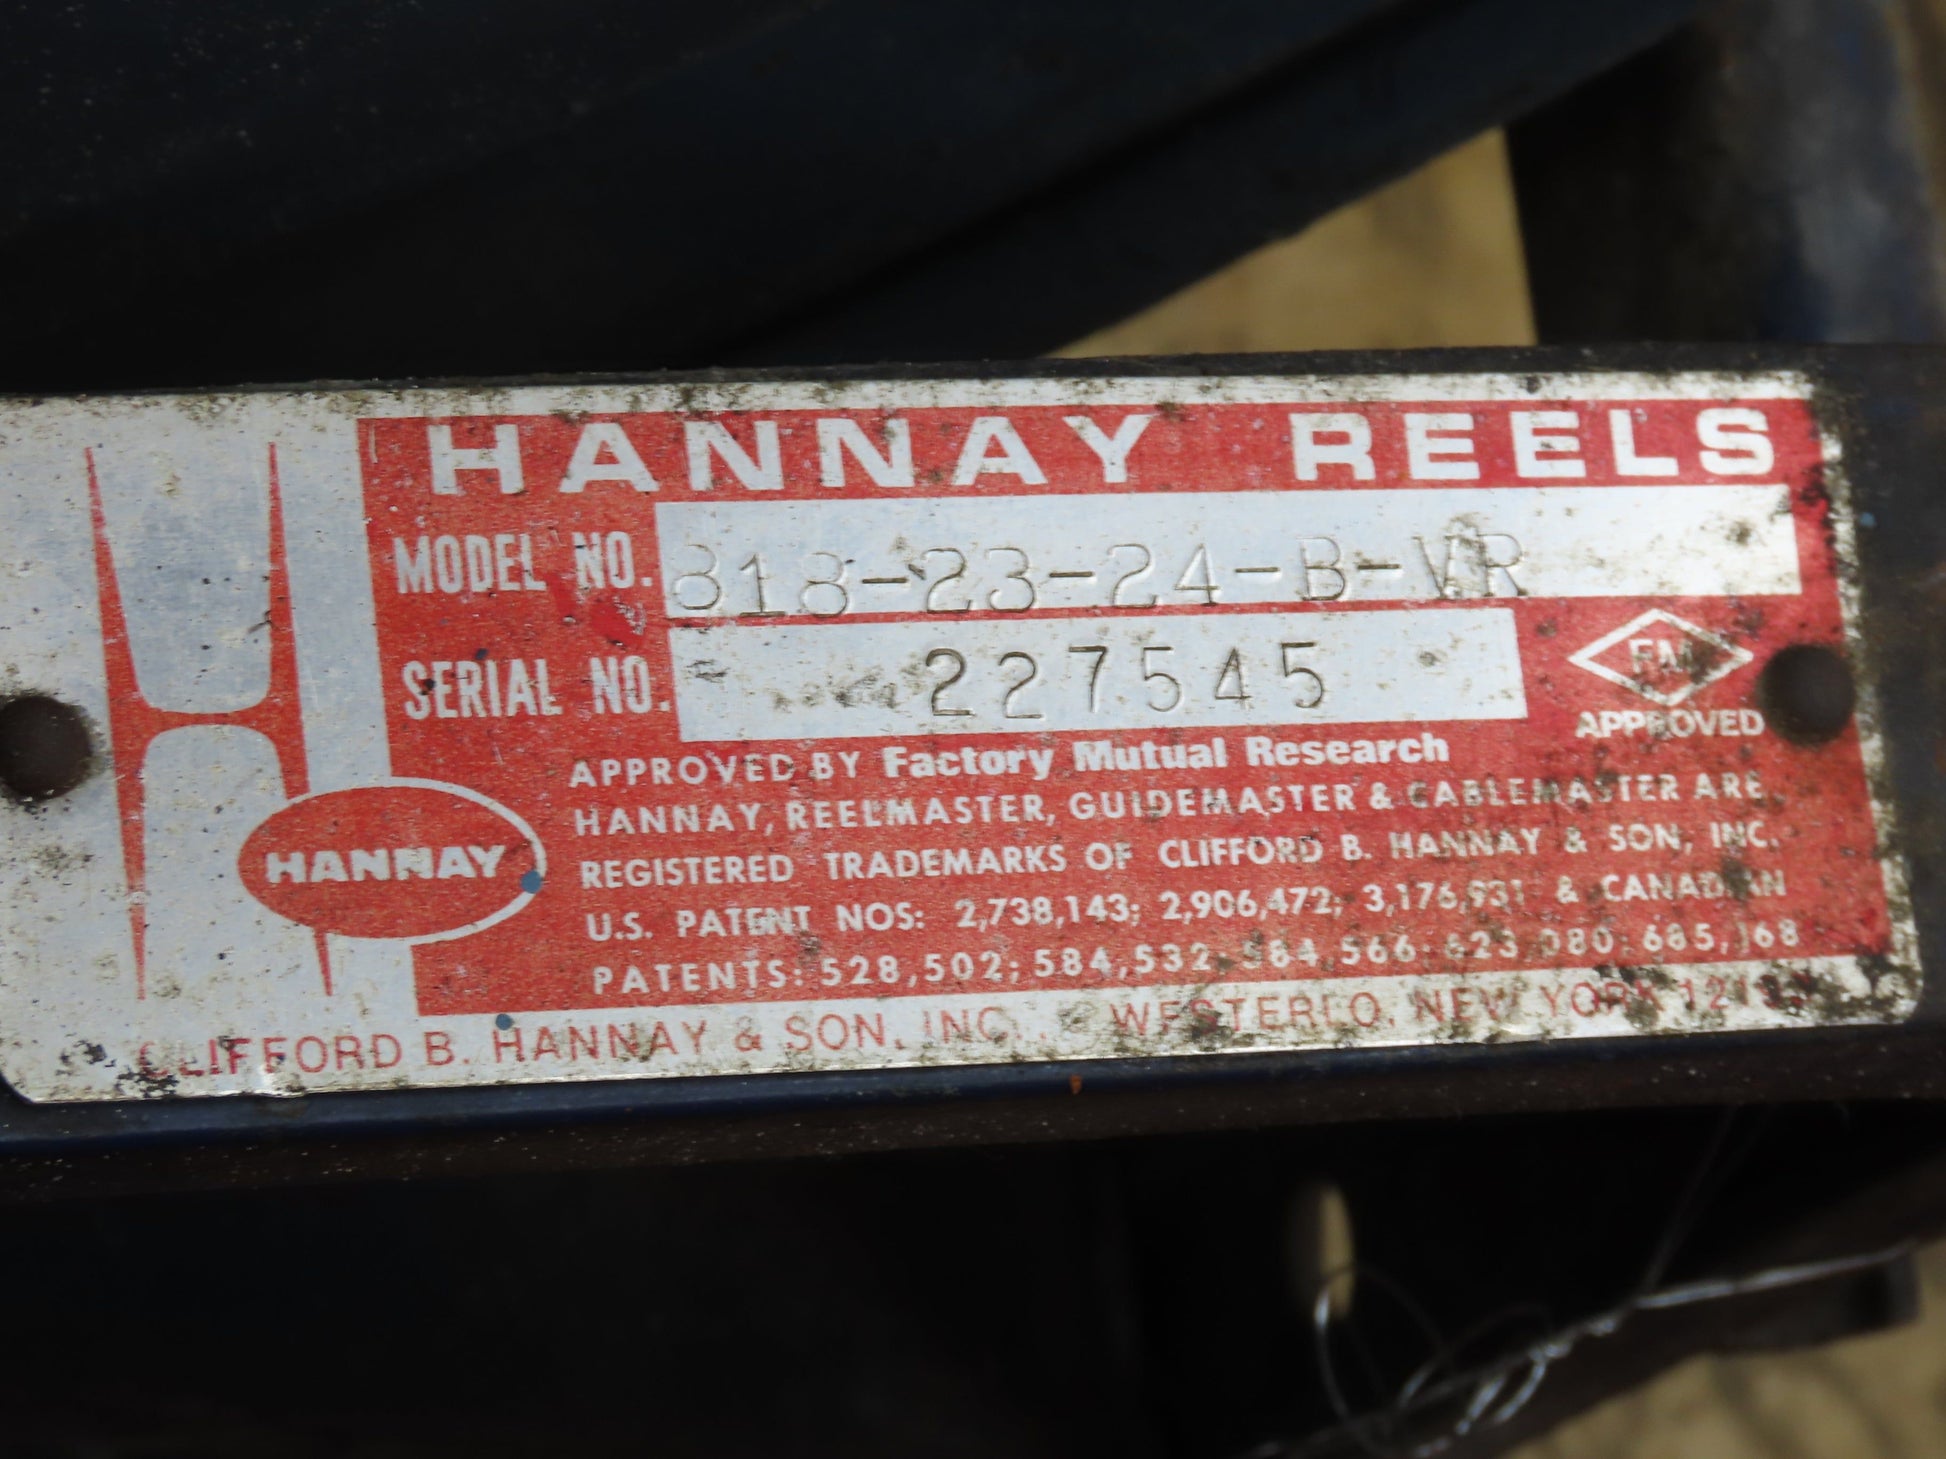 HANNAY REELS
MODEL NO. 818-23-24-B-VR
SERIAL NO. 227545
FM
APPROVED
APPROVED BY Factory Mutual Research
HANNAY, REELMASTER, GUIDEMASTER & CABLEMASTER ARE
REGISTERED TRADEMARKS OF CLIFFORD B. HANNAY & SON, INC.
U.S. PATENT NOS: 2,738,143; 2,906,472; 3,176,931 & CANADIAN
PATENTS: 528,502; 584,532; 584,566; 623,080; 685,168
HANNAY
CLIFFORD B. HANNAY & SON, INC., WESTERLO, NEW YORK